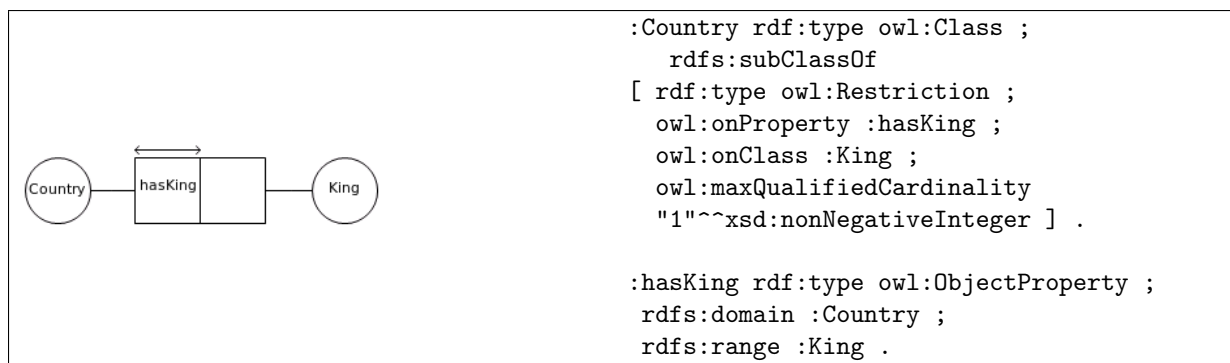 Country
hasKing
King
:Country rdf:type owl:Class ;
rdfs:subClassOf
[ rdf:type owl:Restriction ;
owl:onProperty :hasKing ;
owl:onClass :King ;
owl:maxQualifiedCardinality
"1"^^xsd:nonNegativeInteger ] .
:hasKing rdf:type owl:ObjectProperty ;
rdfs:domain :Country ;
rdfs:range :King .